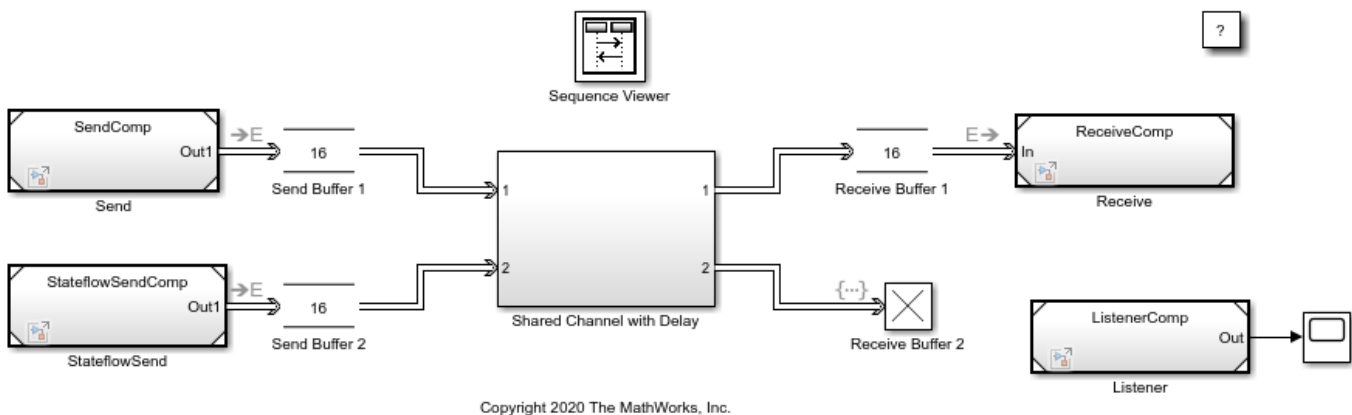 ?
Sequence Viewer
SendComp
Out1
Send
E
16
Send Buffer 1
1
1
16
Receive Buffer 1
E
ReceiveComp
In
Receive
StateflowSendComp
Out1
StateflowSend
E
16
Send Buffer 2
2
2
Shared Channel with Delay
{...}
Receive Buffer 2
ListenerComp
Out
Listener
Copyright 2020 The MathWorks, Inc.